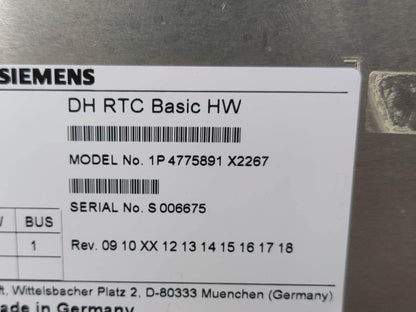 SIEMENS
DH RTC Basic HW
MODEL No. 1P 4775891 X2267
SERIAL No. S 006675
BUS
1
Rev. 09 10 XX 12 13 14 15 16 17 18
Wittelsbacher Platz 2, D-80333 Muenchen (Germany)
in Germany